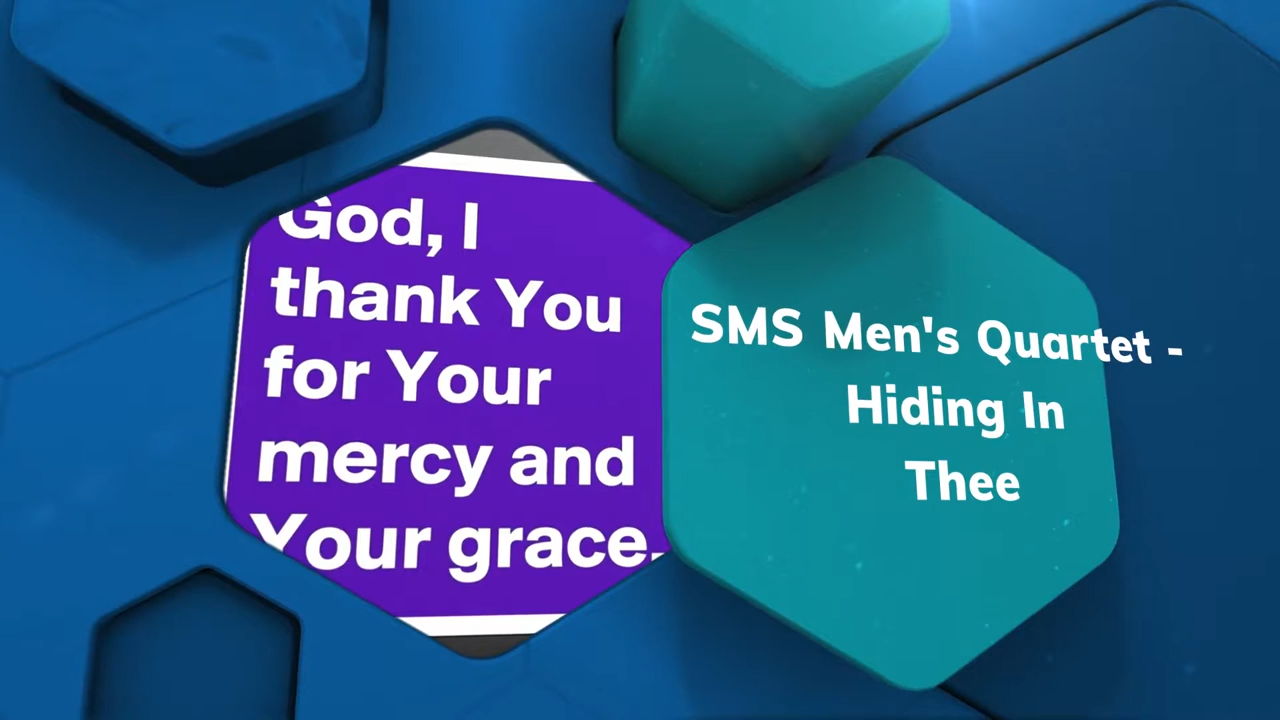 God, I
thank You
for Your
mercy and
Your grace.
SMS Men's Quartet -
Hiding In
Thee